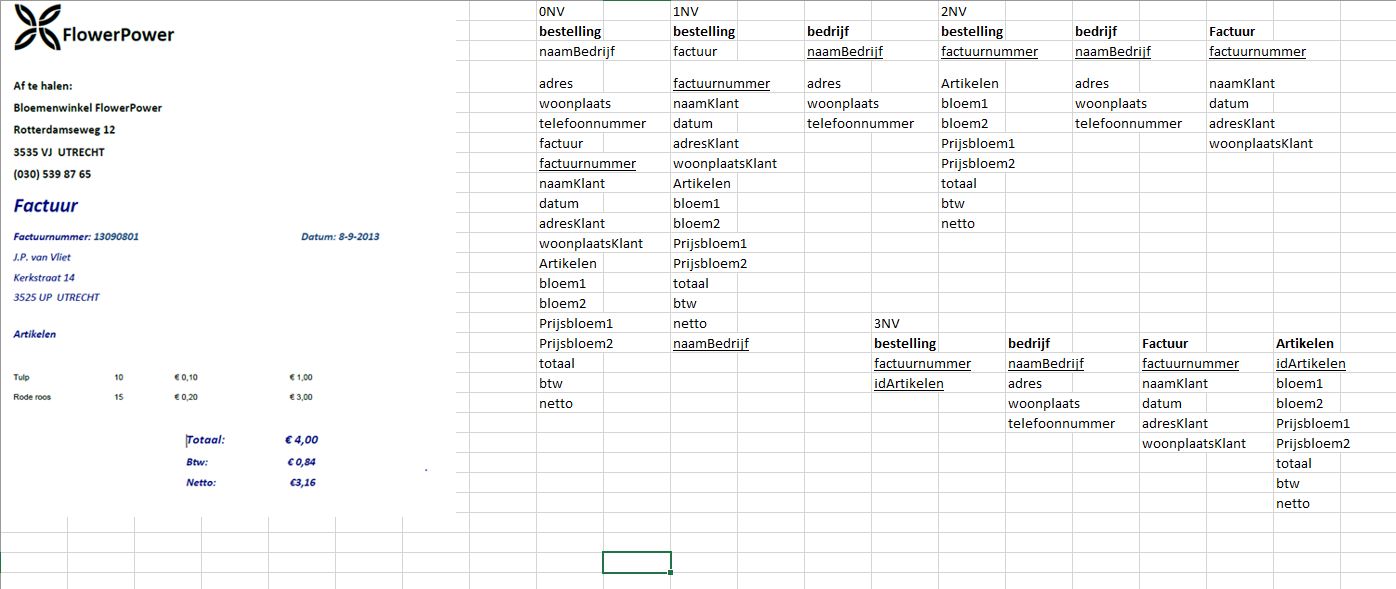 FlowerPower
Af te halen:
Bloemenwinkel FlowerPower
Rotterdamseweg 12
3535 VJ UTRECHT
(030) 539 87 65
Factuur
Factuurnummer: 13090801 Datum: 8-9-2013
J.P. van Vliet
Kerkstraat 14
3525 UP UTRECHT
Artikelen
Tulp 10 € 0,10 € 1,00
Rode roos 15 € 0,20 € 3,00
Totaal: € 4,00
Btw: € 0,84
Netto: €3,16
0NV
bestelling
naamBedrijf
adres
woonplaats
telefoonnummer
factuur
factuurnummer
naamKlant
datum
adresKlant
woonplaatsKlant
Artikelen
bloem1
bloem2
Prijsbloem1
Prijsbloem2
totaal
btw
netto
1NV
bestelling
factuur
factuurnummer
naamKlant
datum
adresKlant
woonplaatsKlant
Artikelen
bloem1
bloem2
Prijsbloem1
Prijsbloem2
totaal
btw
netto
naamBedrijf
bedrijf
naamBedrijf
adres
woonplaats
telefoonnummer
2NV
bestelling
factuurnummer
Artikelen
bloem1
bloem2
Prijsbloem1
Prijsbloem2
totaal
btw
netto
bedrijf
naamBedrijf
adres
woonplaats
telefoonnummer
Factuur
factuurnummer
naamKlant
datum
adresKlant
woonplaatsKlant
3NV
bestelling
factuurnummer
idArtikelen
bedrijf
naamBedrijf
adres
woonplaats
telefoonnummer
Factuur
factuurnummer
naamKlant
datum
adresKlant
woonplaatsKlant
Artikelen
idArtikelen
bloem1
bloem2
Prijsbloem1
Prijsbloem2
totaal
btw
netto